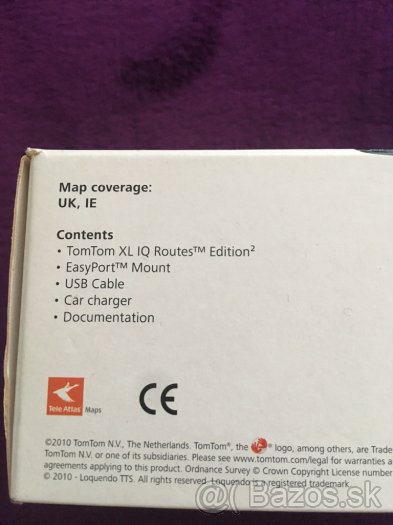 Map coverage:
UK, IE
Contents
• TomTom XL IQ Routes™ Edition²
• EasyPort™ Mount
• USB Cable
• Car charger
• Documentation
Tele Atlas Maps
CE
©2010 TomTom N.V., The Netherlands. TomTom®, the ® logo, among others, are Trade
TomTom N.V. or one of its subsidiaries. Please see www.tomtom.com/legal for warranties a
agreements applying to this product. Ordnance Survey © Crown Copyright License number
© 2010 - Loquendo TTS. All rights reserved. Loquendo is a registered trademark.
Bazos.sk